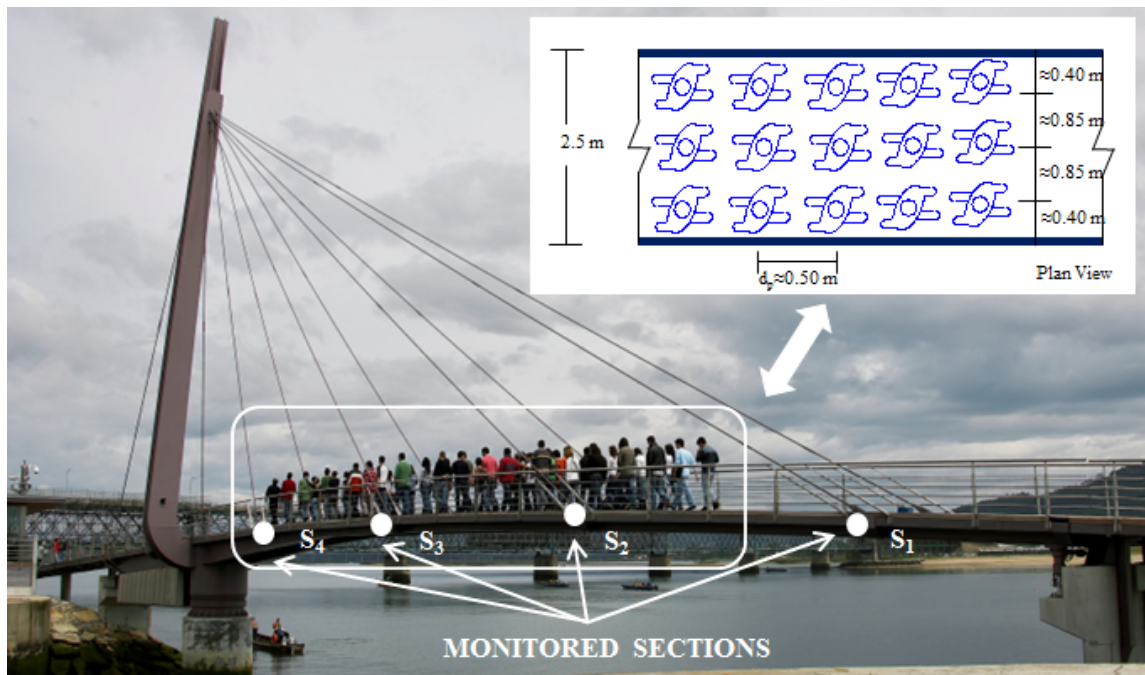 ≈0.40 m
≈0.85 m
2.5 m
≈0.85 m
≈0.40 m
dₚ≈0.50 m
Plan View
S₄
S₃
S₂
S₁
MONITORED SECTIONS